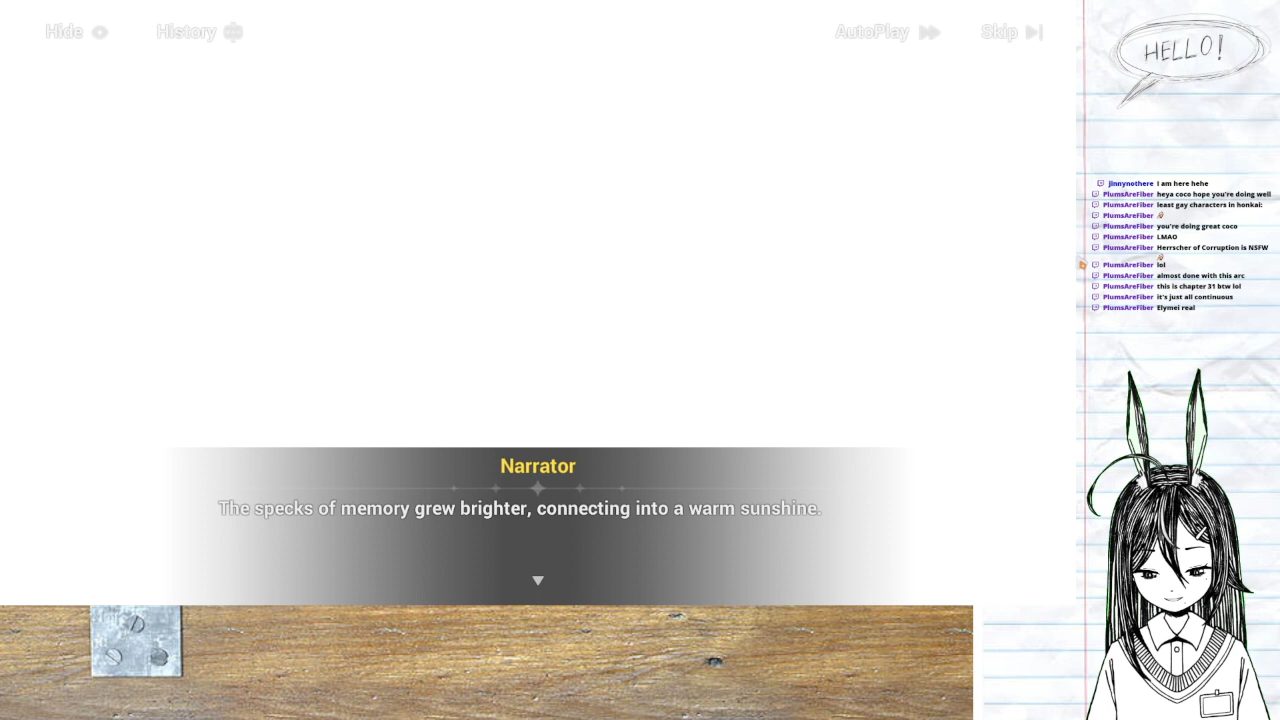 Hide
History
AutoPlay
Skip
HELLO!
Jinnynothere I am here hehe
PlumsAreFiber heya coco hope you're doing well
PlumsAreFiber least gay characters in honkai:
PlumsAreFiber
PlumsAreFiber you're doing great coco
PlumsAreFiber LMAO
PlumsAreFiber Herrscher of Corruption is NSFW
PlumsAreFiber lol
PlumsAreFiber almost done with this arc
PlumsAreFiber this is chapter 31 btw lol
PlumsAreFiber it's just all continuous
PlumsAreFiber Elymei real
Narrator
The specks of memory grew brighter, connecting into a warm sunshine.